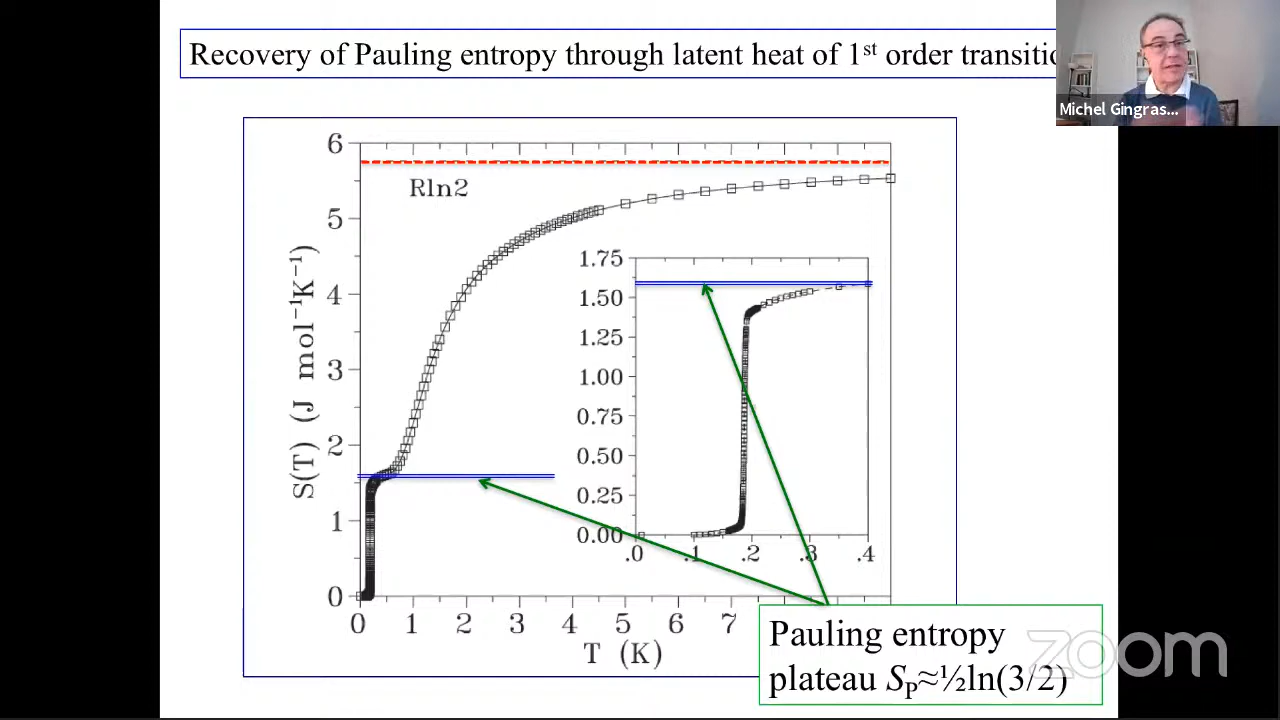 Recovery of Pauling entropy through latent heat of 1st order transitio
Michel Gingras...
6
5
4
3
2
1
0
S(T) (J mol⁻¹K⁻¹)
Rln2
0 1 2 3 4 5 6 7
T (K)
1.75
1.50
1.25
1.00
0.75
0.50
0.25
0.00
.0 .1 .2 .3 .4
Pauling entropy
plateau SP≈½ln(3/2)
zoom